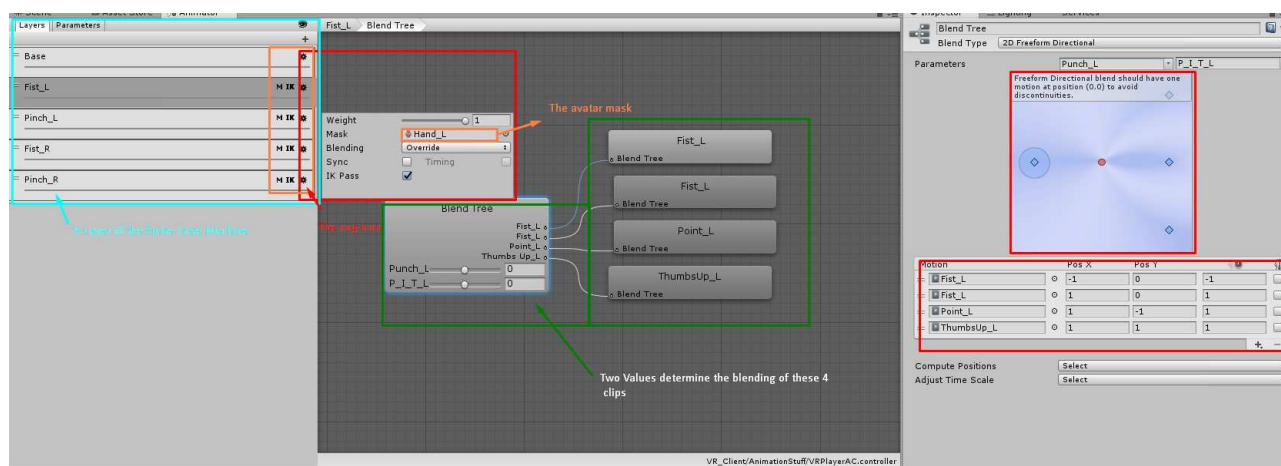 Scene Asset Store Animator
Layers Parameters
Fist_L Blend Tree
Base
Fist_L M IK
Pinch_L M IK
Fist_R M IK
Pinch_R M IK
Weight 1
Mask Hand_L
Blending Override
Sync Timing
IK Pass
The avatar mask
Blend Tree
Fist_L
Fist_L
Point_L
Thumbs Up_L
Punch_L 0
P_I_T_L 0
Fist_L
Blend Tree
Fist_L
Blend Tree
Point_L
Blend Tree
ThumbsUp_L
Blend Tree
Two Values determine the blending of these 4
clips
VR_Client/AnimationStuff/VRPlayerAC.controller
Inspector Lighting Services
Blend Tree
Blend Type 2D Freeform Directional
Parameters Punch_L P_I_T_L
Freeform Directional blend should have one
motion at position (0,0) to avoid
discontinuities.
Motion Pos X Pos Y
Fist_L -1 0 -1
Fist_L 1 0 1
Point_L 1 -1 1
ThumbsUp_L 1 1 1
Compute Positions Select
Adjust Time Scale Select